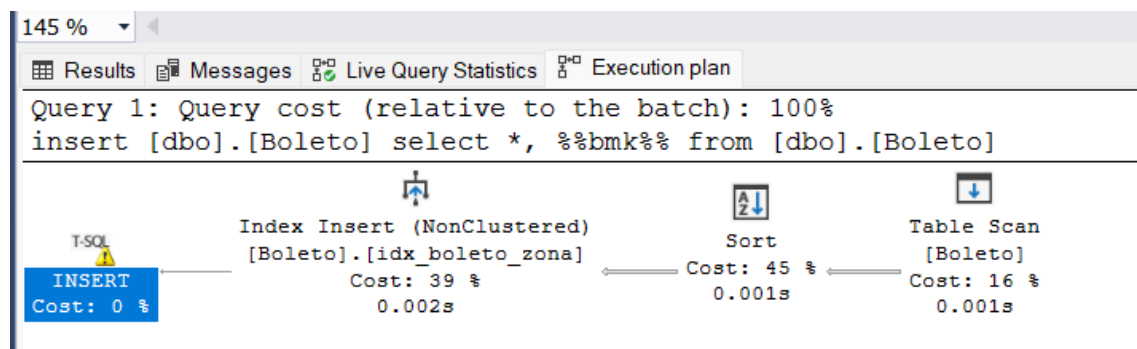 145 %
Results Messages Live Query Statistics Execution plan
Query 1: Query cost (relative to the batch): 100%
insert [dbo].[Boleto] select *, %%bmk%% from [dbo].[Boleto]
T-SQL
INSERT
Cost: 0 %
Index Insert (NonClustered)
[Boleto].[idx_boleto_zona]
Cost: 39 %
0.002s
Sort
Cost: 45 %
0.001s
Table Scan
[Boleto]
Cost: 16 %
0.001s